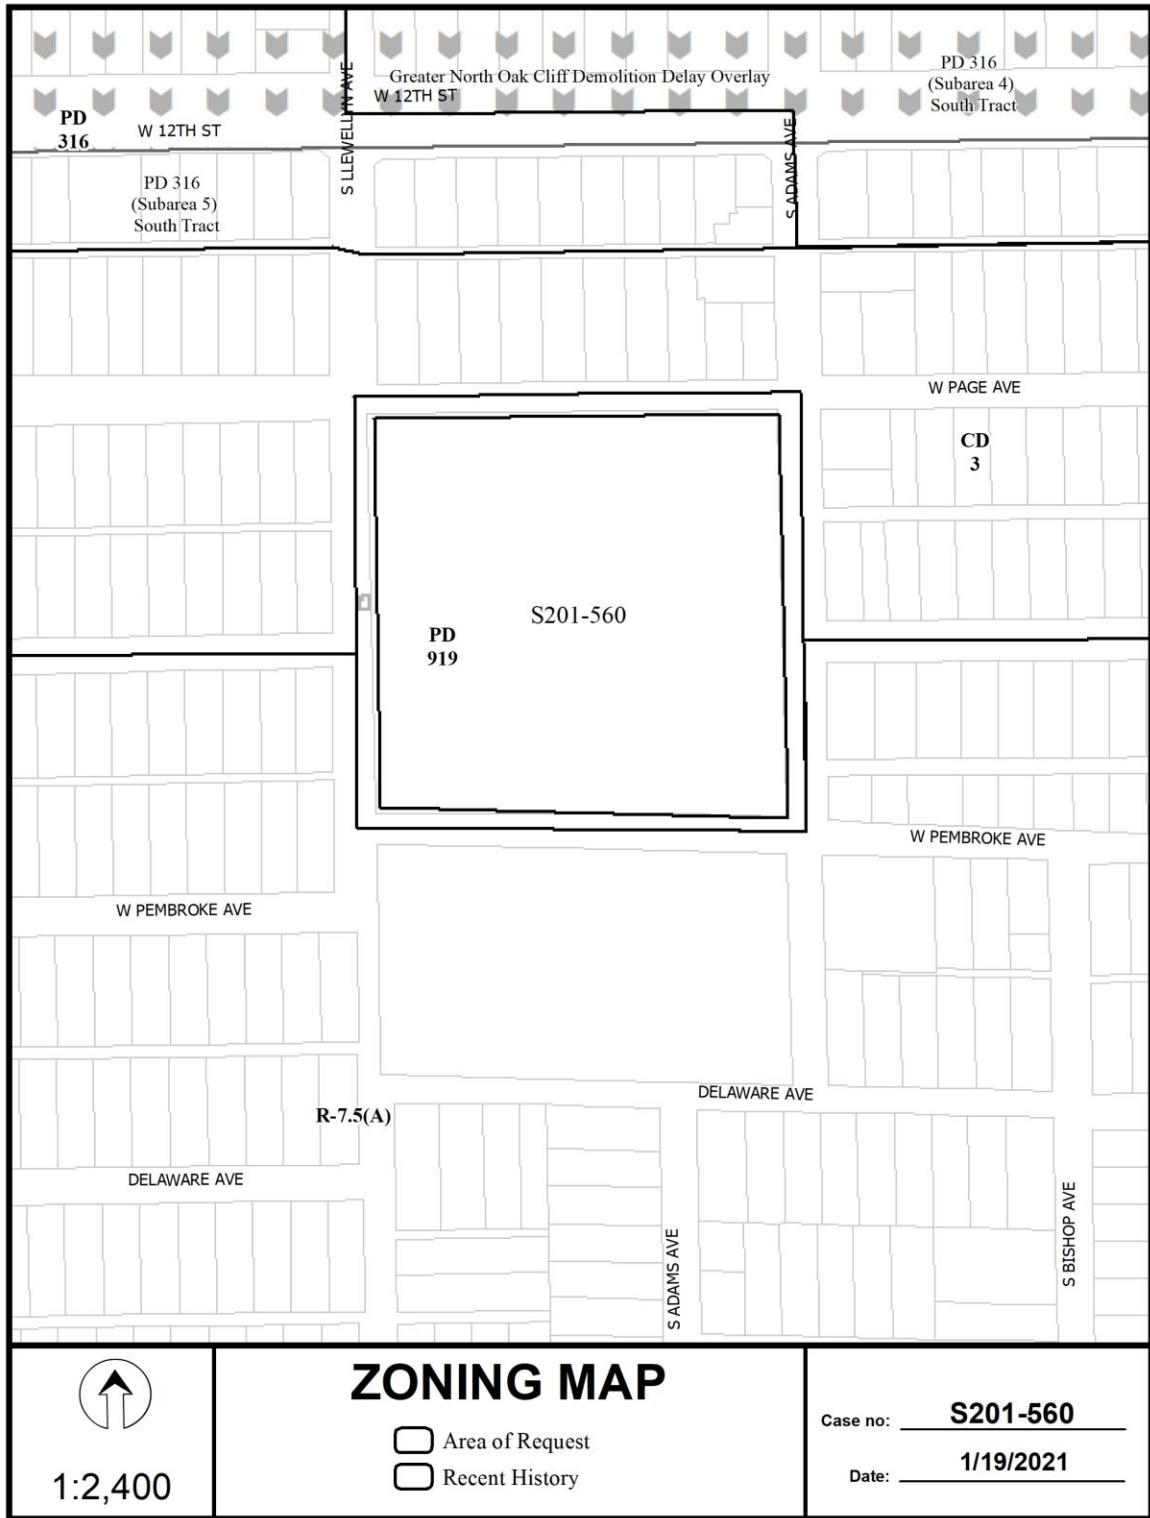 Greater North Oak Cliff Demolition Delay Overlay
W 12TH ST
S LLEWELLYN AVE
PD 316
(Subarea 4)
South Tract
PD
316
W 12TH ST
S ADAMS AVE
PD 316
(Subarea 5)
South Tract
W PAGE AVE
CD
3
S201-560
PD
919
W PEMBROKE AVE
W PEMBROKE AVE
DELAWARE AVE
R-7.5(A)
DELAWARE AVE
S ADAMS AVE
S BISHOP AVE
1:2,400
ZONING MAP
Area of Request
Recent History
Case no: S201-560
Date: 1/19/2021